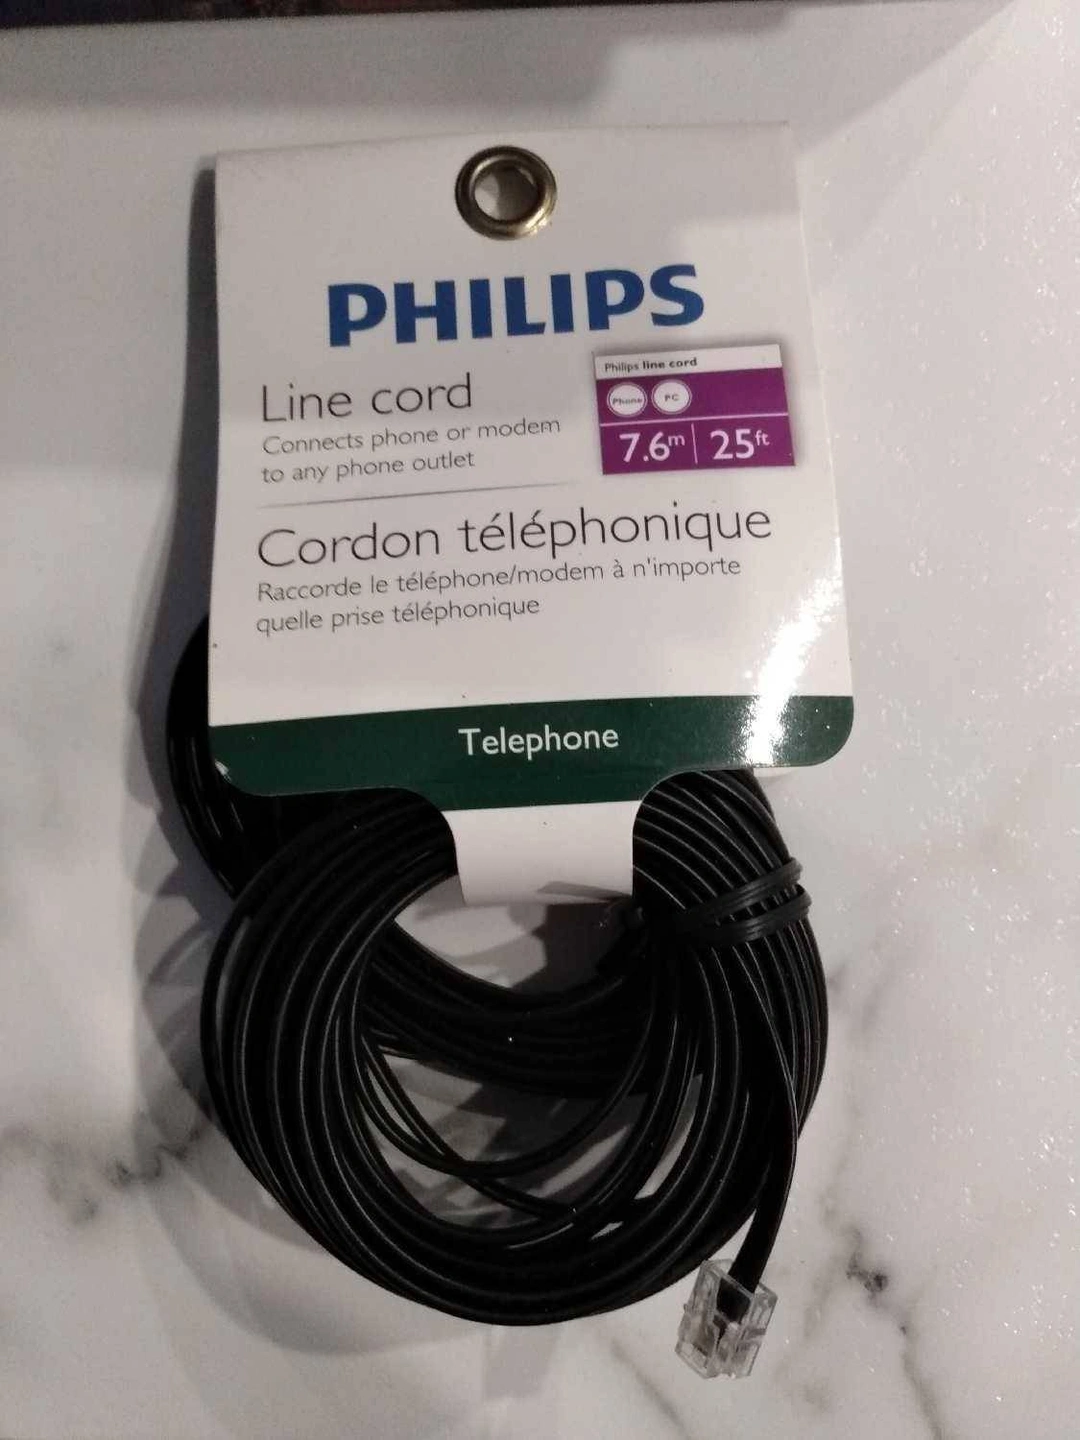 PHILIPS
Line cord
Connects phone or modem
to any phone outlet
Philips line cord
Phone PC
7.6m 25ft
Cordon téléphonique
Raccorde le téléphone/modem à n'importe
quelle prise téléphonique
Telephone